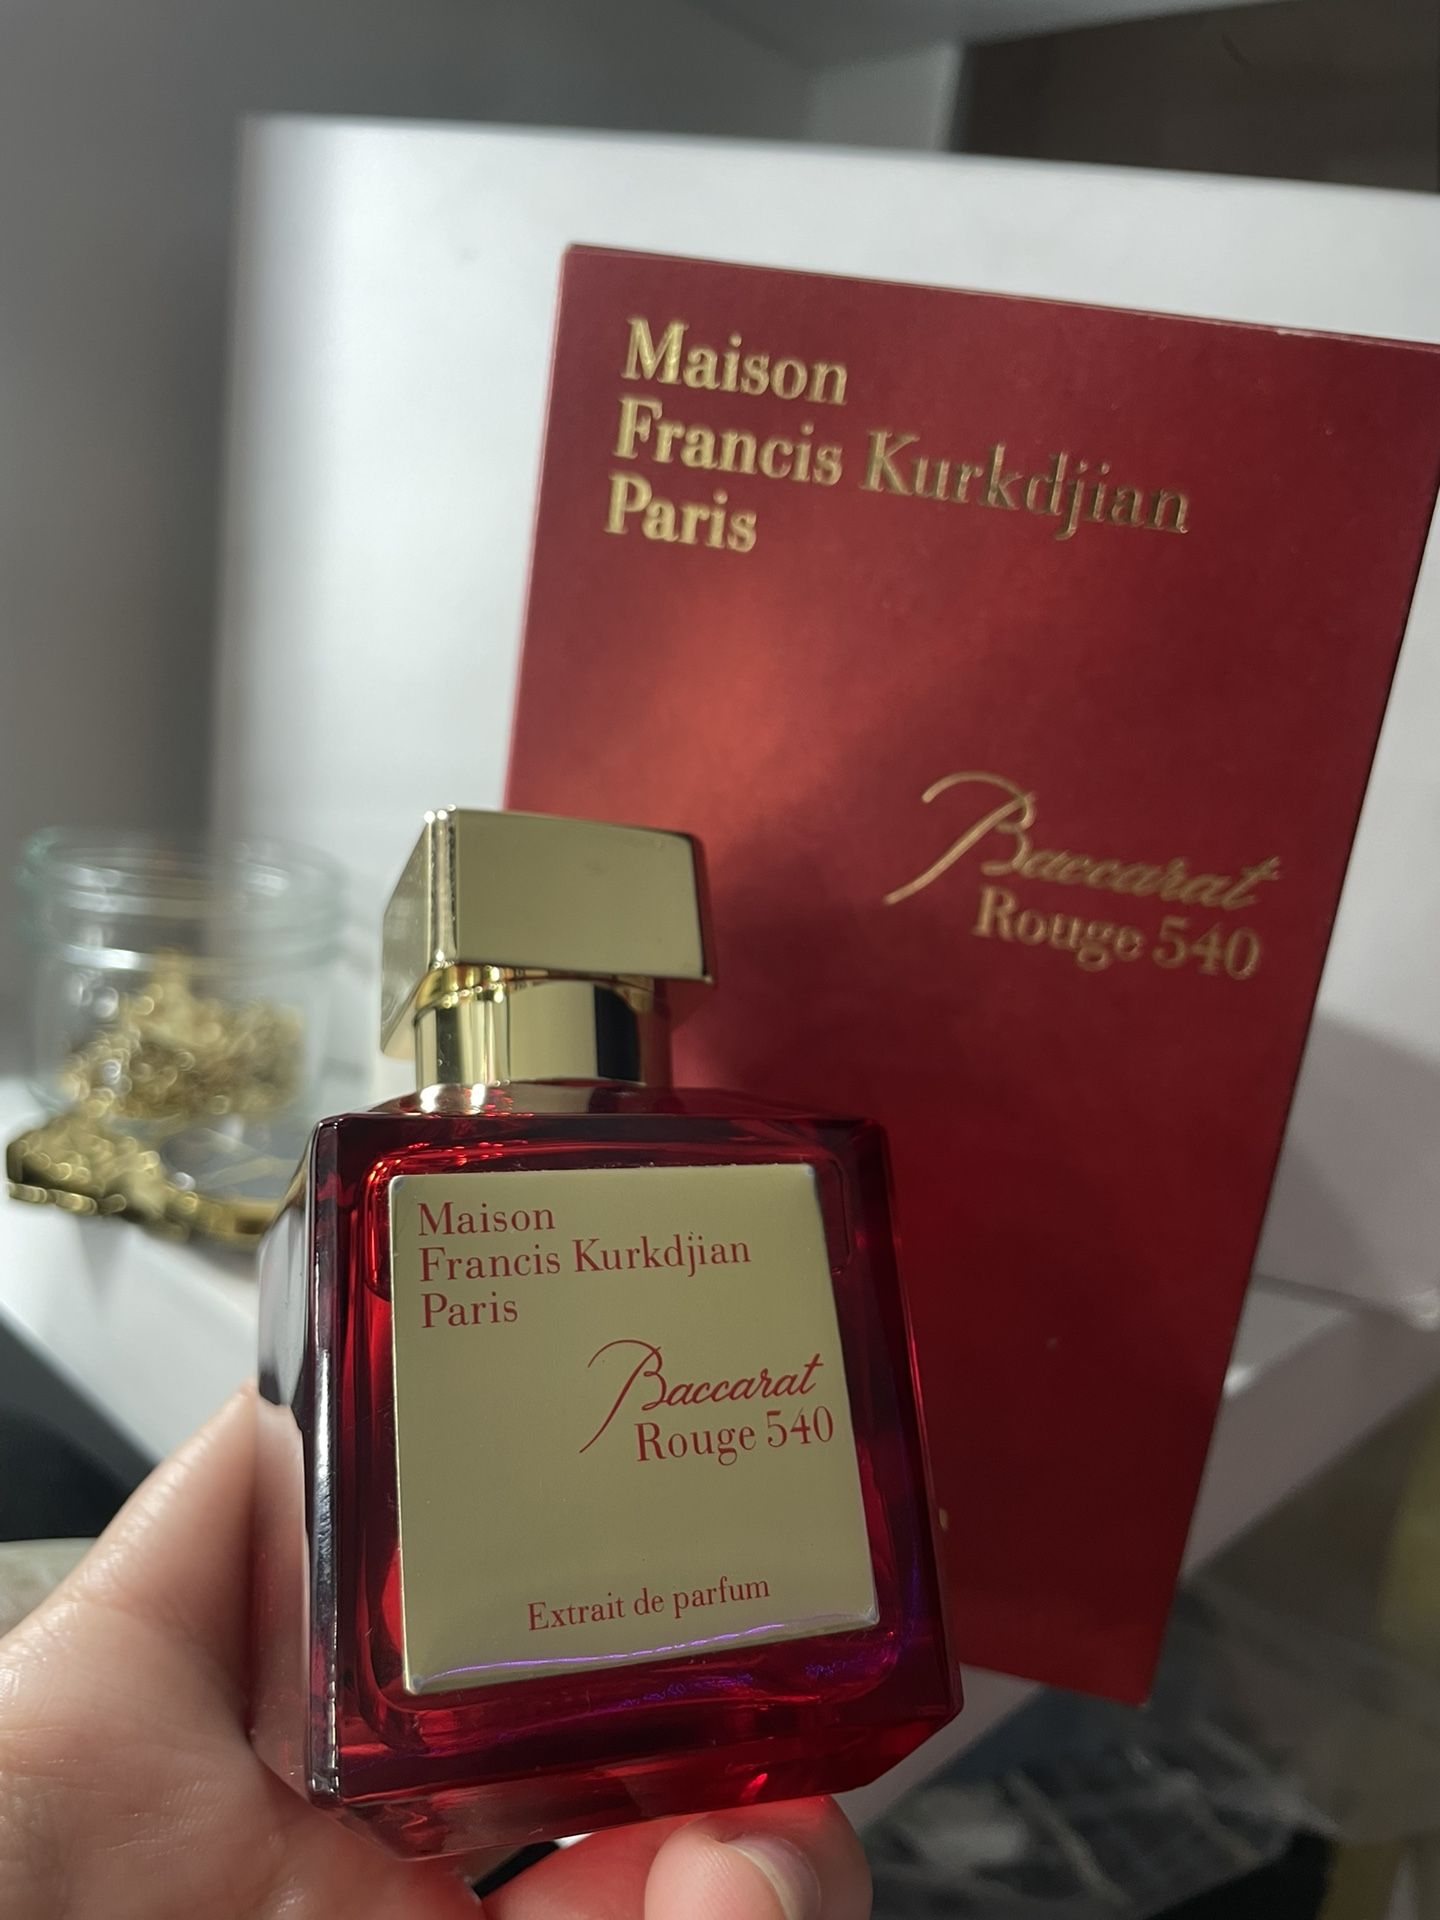 Maison
Francis Kurkdjian
Paris
Baccarat
Rouge 540
Maison
Francis Kurkdjian
Paris
Baccarat
Rouge 540
Extrait de parfum